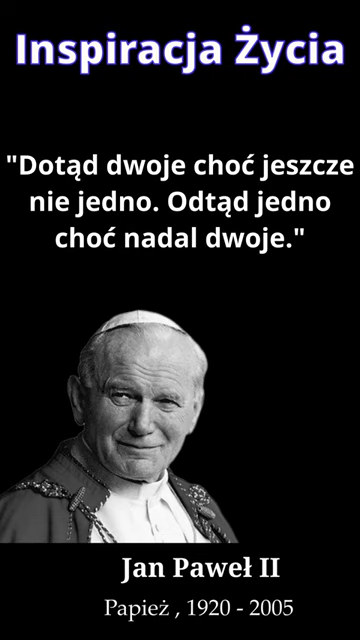 Inspiracja Życia
"Dotąd dwoje choć jeszcze
nie jedno. Odtąd jedno
choć nadal dwoje."
Jan Paweł II
Papież , 1920 - 2005